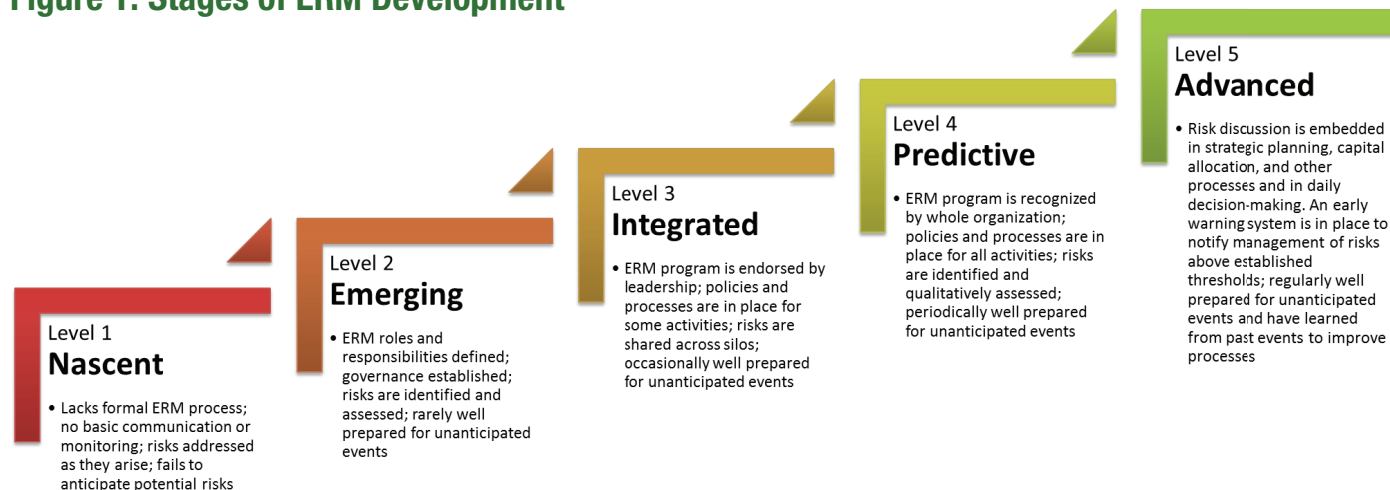 Figure 1: Stages of ERM Development
Level 1
Nascent
• Lacks formal ERM process;
no basic communication or
monitoring; risks addressed
as they arise; fails to
anticipate potential risks
Level 2
Emerging
• ERM roles and
responsibilities defined;
governance established;
risks are identified and
assessed; rarely well
prepared for unanticipated
events
Level 3
Integrated
• ERM program is endorsed by
leadership; policies and
processes are in place for
some activities; risks are
shared across silos;
occasionally well prepared
for unanticipated events
Level 4
Predictive
• ERM program is recognized
by whole organization;
policies and processes are in
place for all activities; risks
are identified and
qualitatively assessed;
periodically well prepared
for unanticipated events
Level 5
Advanced
• Risk discussion is embedded
in strategic planning, capital
allocation, and other
processes and in daily
decision-making. An early
warning system is in place to
notify management of risks
above established
thresholds; regularly well
prepared for unanticipated
events and have learned
from past events to improve
processes